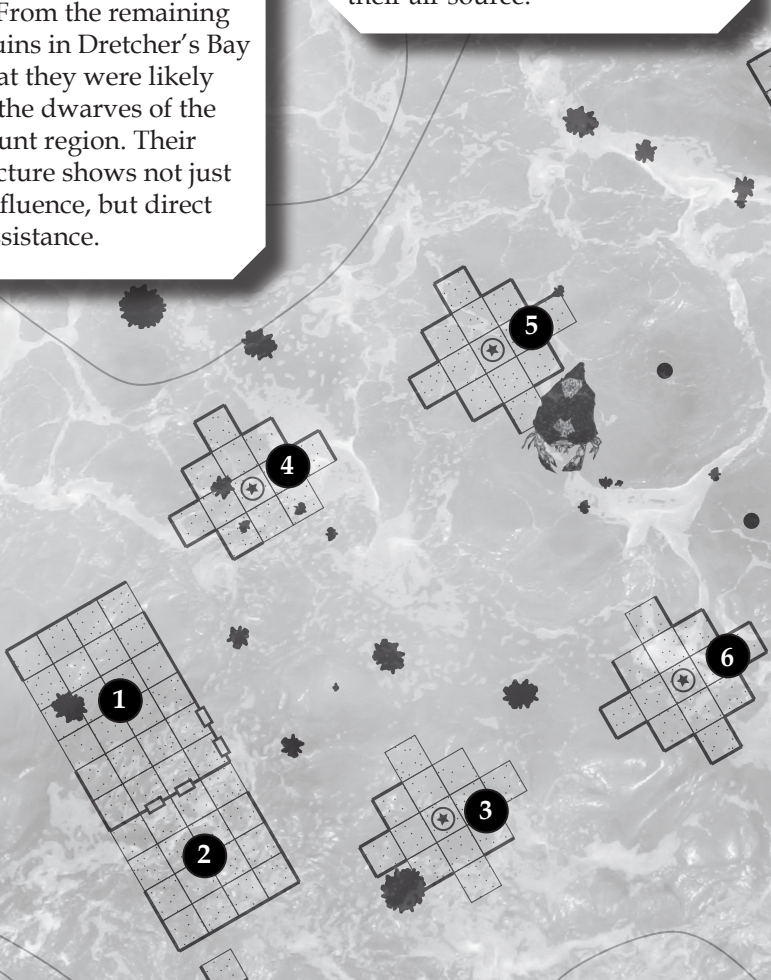 From the remaining
uins in Dretcher's Bay
at they were likely
the dwarves of the
unt region. Their
cture shows not just
fluence, but direct
sistance.
their air source.
5
4
6
1
3
2